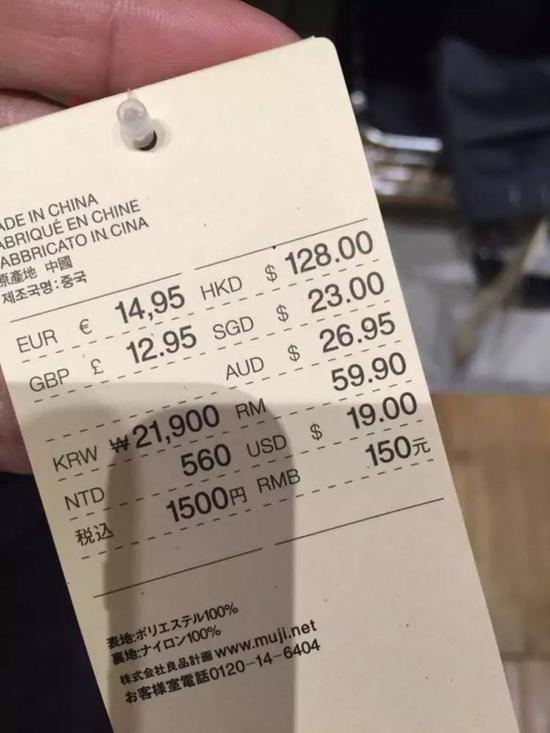 ADE IN CHINA
ABRIQUÉ EN CHINE
ABBRICATO IN CINA
原產地 中國
제조국명:중국
EUR € 14,95 HKD $ 128.00
GBP £ 12.95 SGD $ 23.00
AUD $ 26.95
KRW ₩21,900 RM 59.90
NTD 560 USD $ 19.00
税込 1500円 RMB 150元
表地:ポリエステル100%
裏地:ナイロン100%
株式会社良品計画 www.muji.net
お客様室電話0120-14-6404